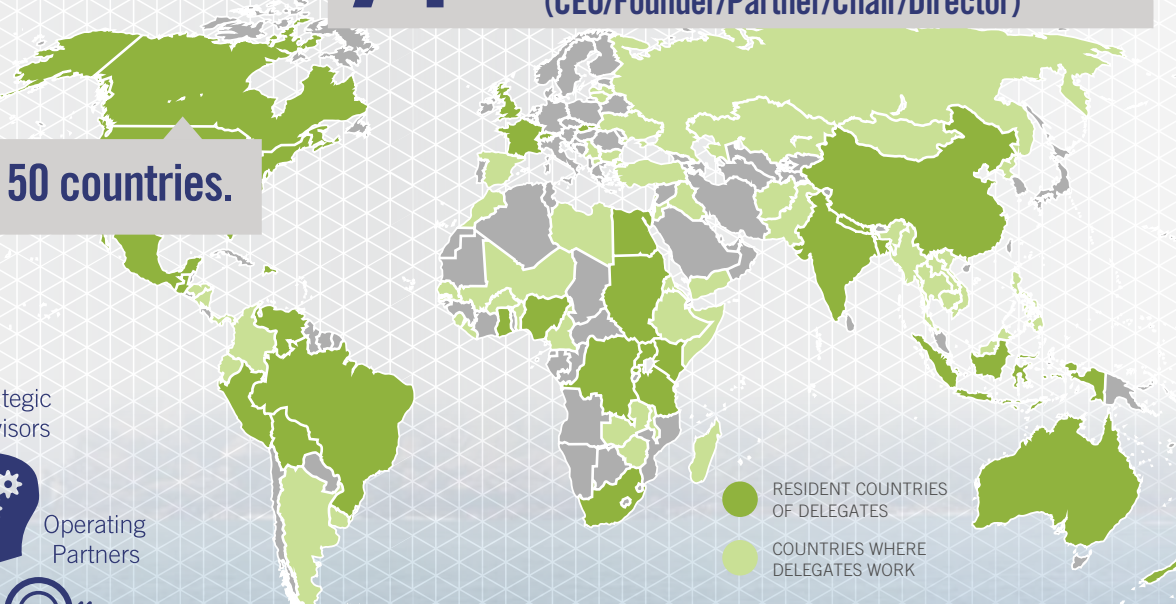 (CEO/Founder/Partner/Chair/Director)
50 countries.
tegic
visors
Operating
Partners
RESIDENT COUNTRIES
OF DELEGATES
COUNTRIES WHERE
DELEGATES WORK